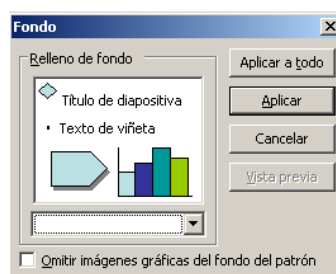 Fondo
Relleno de fondo
Título de diapositiva
• Texto de viñeta
Aplicar a todo
Aplicar
Cancelar
Vista previa
Omitir imágenes gráficas del fondo del patrón